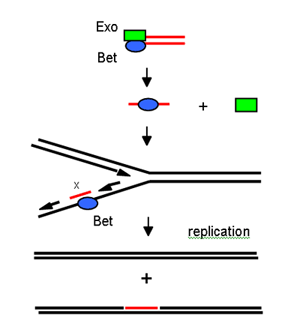 Exo
Bet
+
x
Bet
replication
+